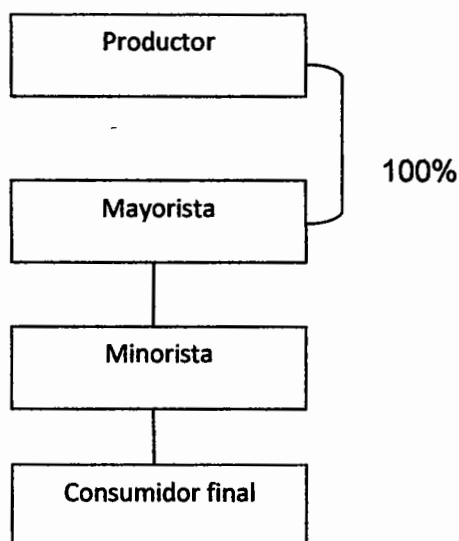 Productor
100%
Mayorista
Minorista
Consumidor final